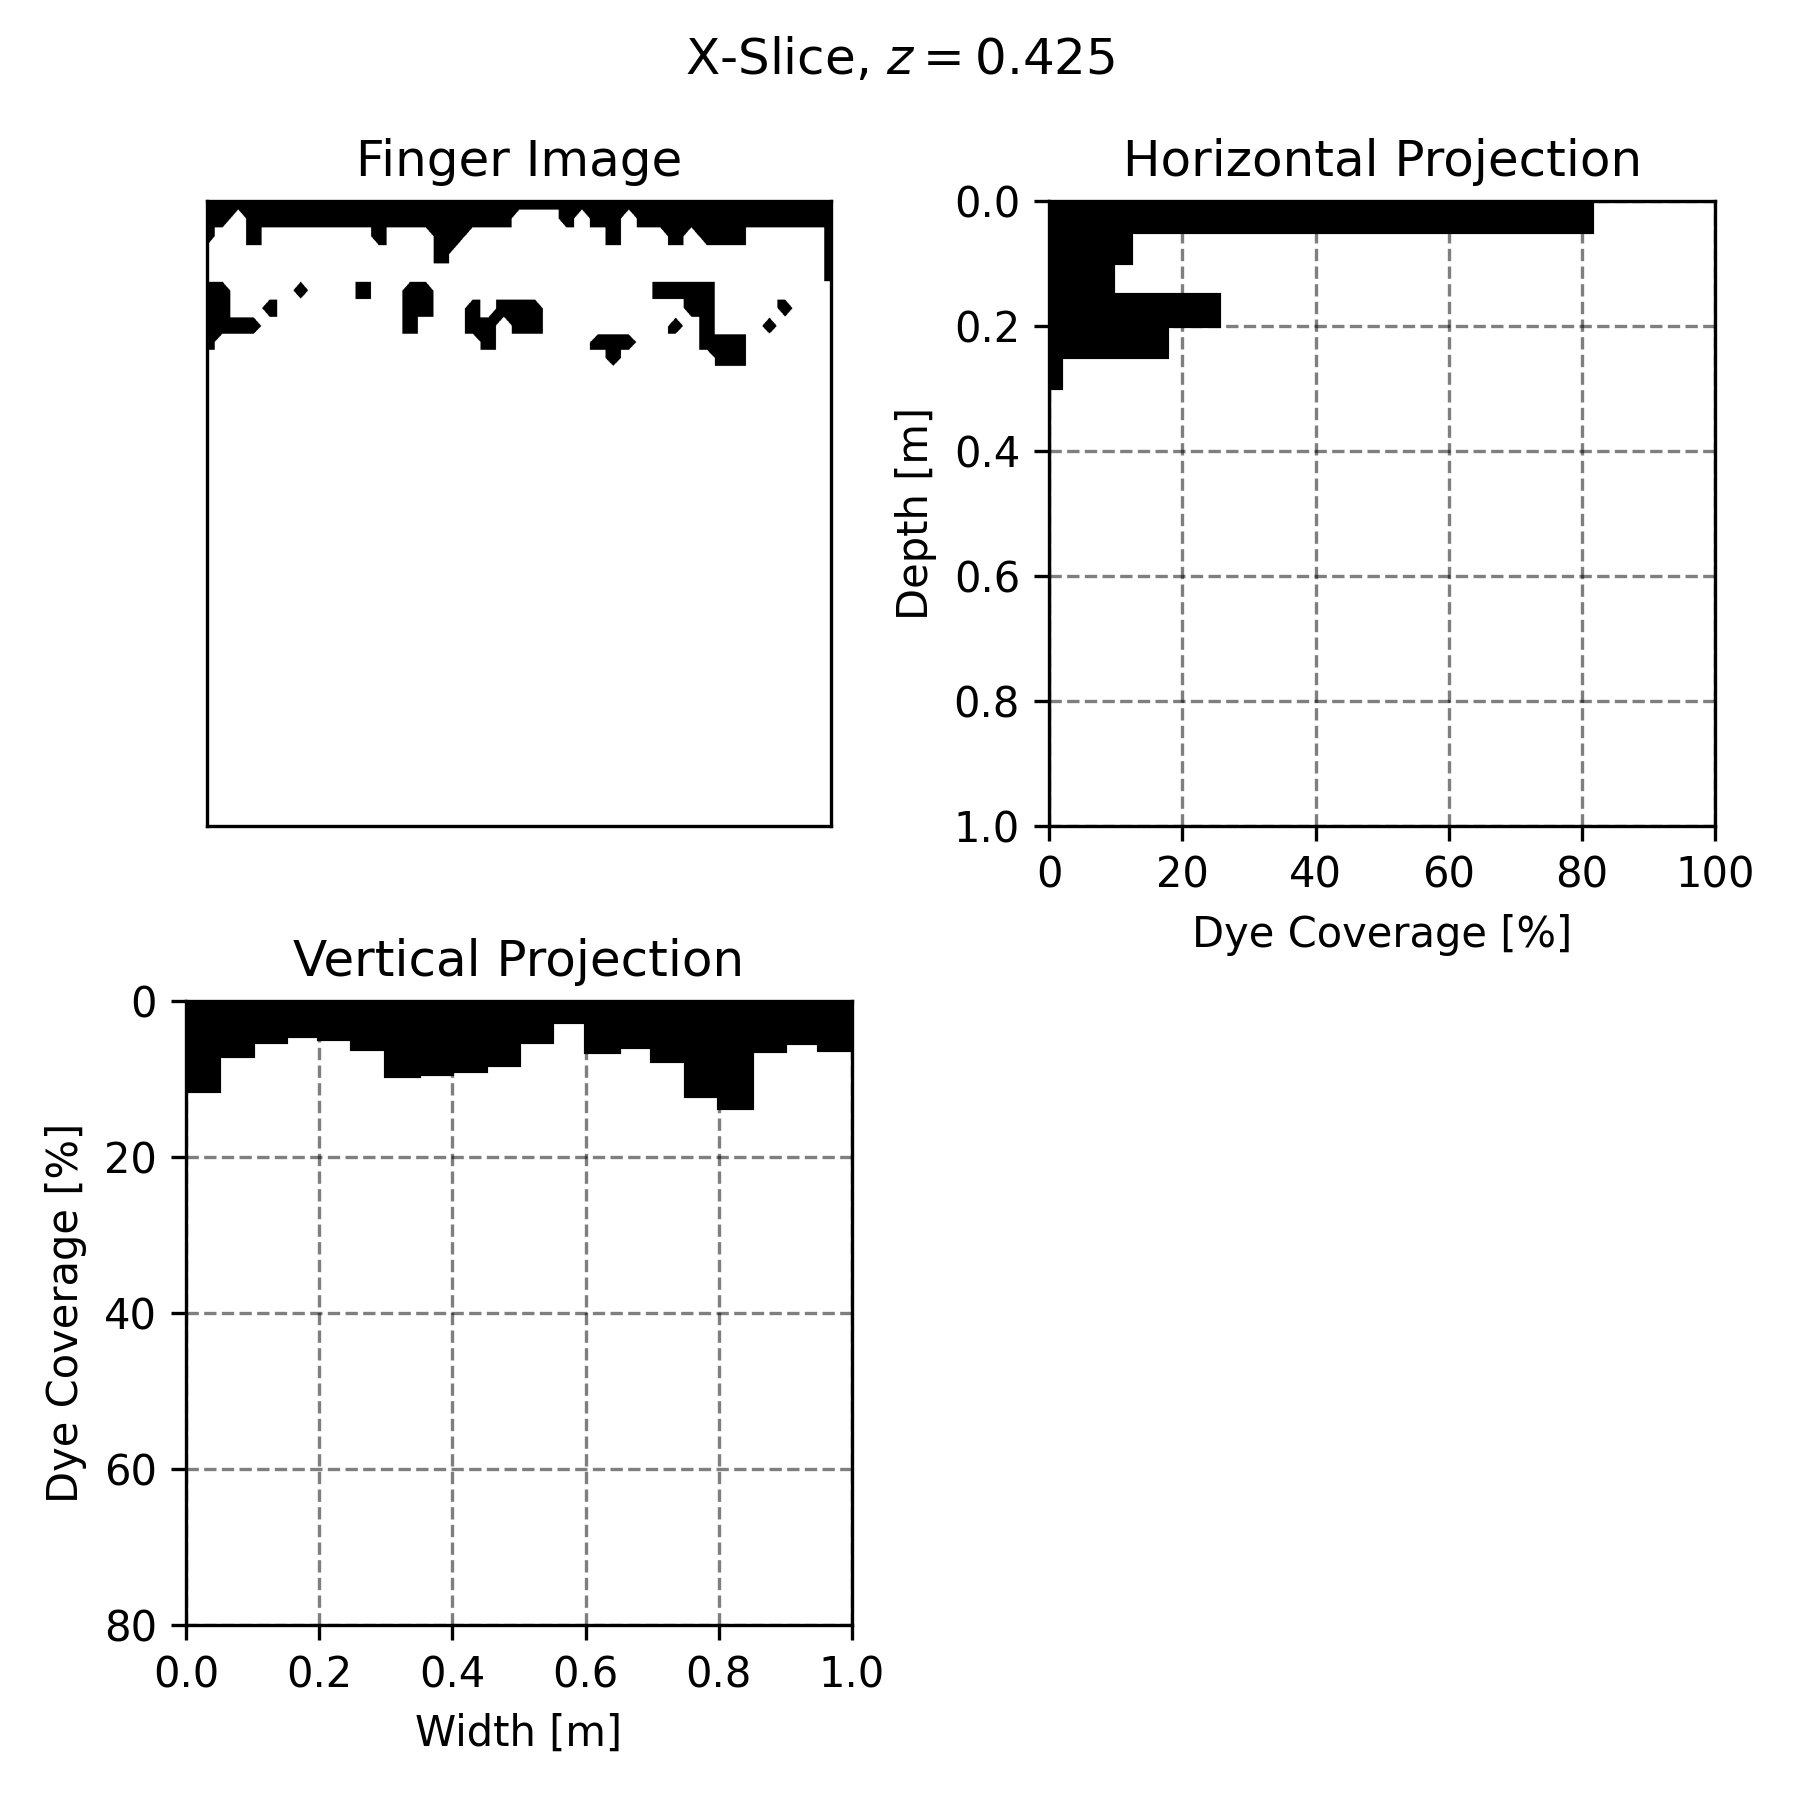 X-Slice, z = 0.425
Finger Image
Horizontal Projection
0.0
0.2
0.4
0.6
0.8
1.0
Depth [m]
0 20 40 60 80 100
Dye Coverage [%]
Vertical Projection
0
20
40
60
80
Dye Coverage [%]
0.0 0.2 0.4 0.6 0.8 1.0
Width [m]